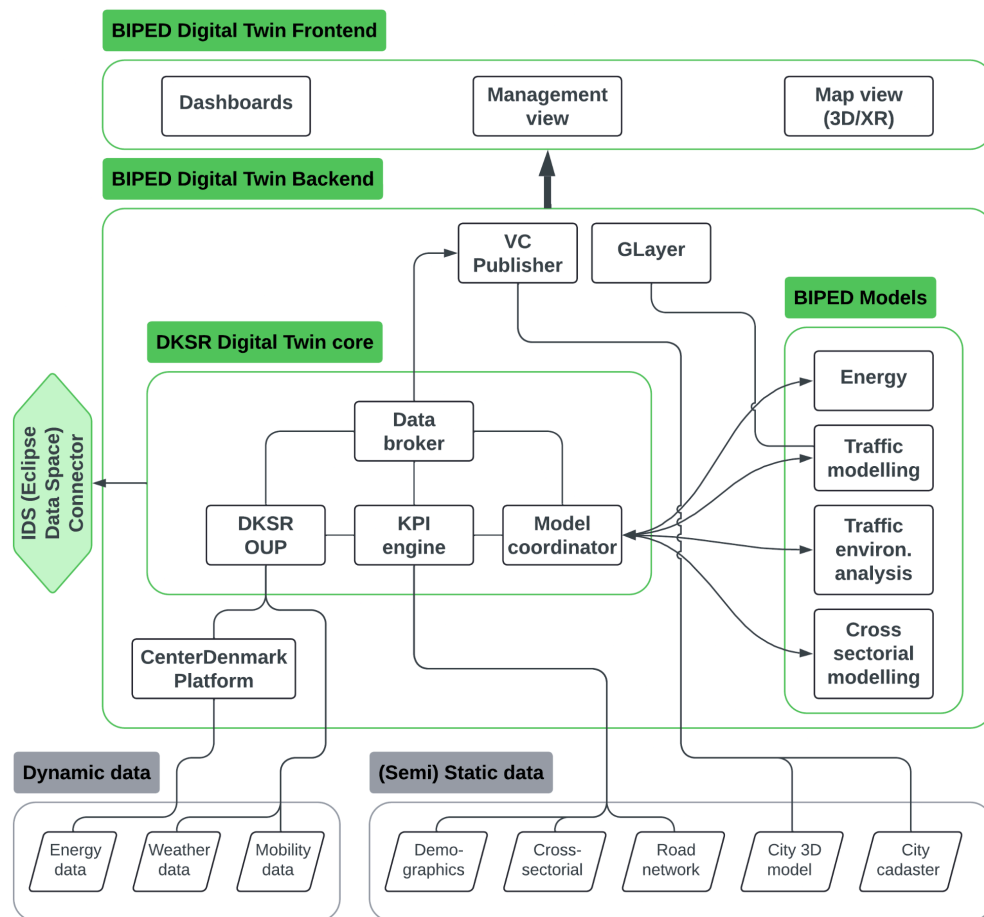 BIPED Digital Twin Frontend
Dashboards
Management
view
Map view
(3D/XR)
BIPED Digital Twin Backend
VC
Publisher
GLayer
BIPED Models
DKSR Digital Twin core
Energy
Data
broker
Traffic
modelling
IDS (Eclipse
Data Space)
Connector
DKSR
OUP
KPI
engine
Model
coordinator
Traffic
environ.
analysis
Cross
sectorial
modelling
CenterDenmark
Platform
Dynamic data
(Semi) Static data
Energy
data
Weather
data
Mobility
data
Demo-
graphics
Cross-
sectorial
Road
network
City 3D
model
City
cadaster